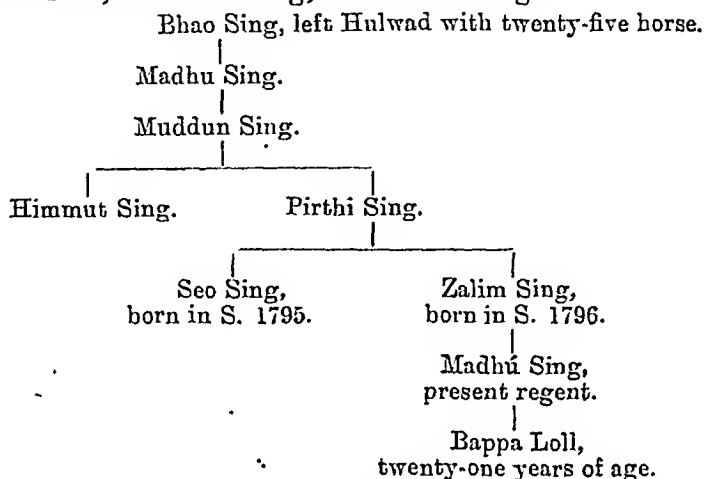 Bhao Sing, left Hulwad with twenty-five horse.
Madhu Sing.
Muddun Sing.
Himmut Sing. Pirthi Sing.
Seo Sing, Zalim Sing,
born in S. 1795. born in S. 1796.
Madhú Sing,
present regent.
Bappa Loll,
twenty-one years of age.